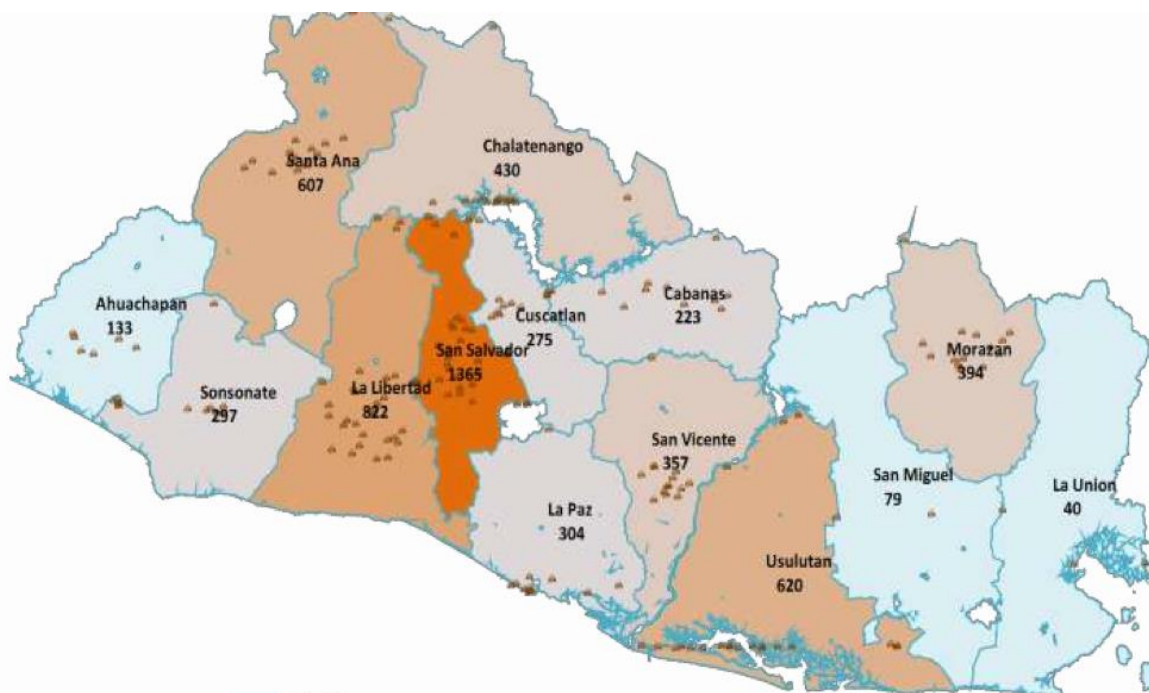 Chalatenango
430
Santa Ana
607
Ahuachapan
133
Cabanas
223
Cuscatlan
275
San Salvador
1365
Morazan
394
Sonsonate
297
La Libertad
822
San Vicente
357
San Miguel
79
La Union
40
La Paz
304
Usulutan
620